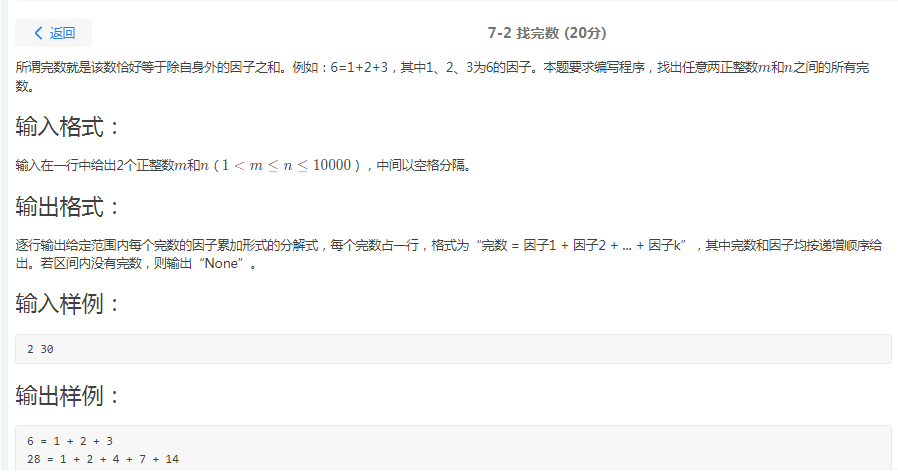 返回
7-2 找完数 (20分)
所谓完数就是该数恰好等于除自身外的因子之和。例如：6=1+2+3，其中1、2、3为6的因子。本题要求编写程序，找出任意两正整数m和n之间的所有完
数。
输入格式：
输入在一行中给出2个正整数m和n（1 < m ≤ n ≤ 10000），中间以空格分隔。
输出格式：
逐行输出给定范围内每个完数的因子累加形式的分解式，每个完数占一行，格式为“完数 = 因子1 + 因子2 + ... + 因子k”，其中完数和因子均按递增顺序给
出。若区间内没有完数，则输出“None”。
输入样例：
2 30
输出样例：
6 = 1 + 2 + 3
28 = 1 + 2 + 4 + 7 + 14